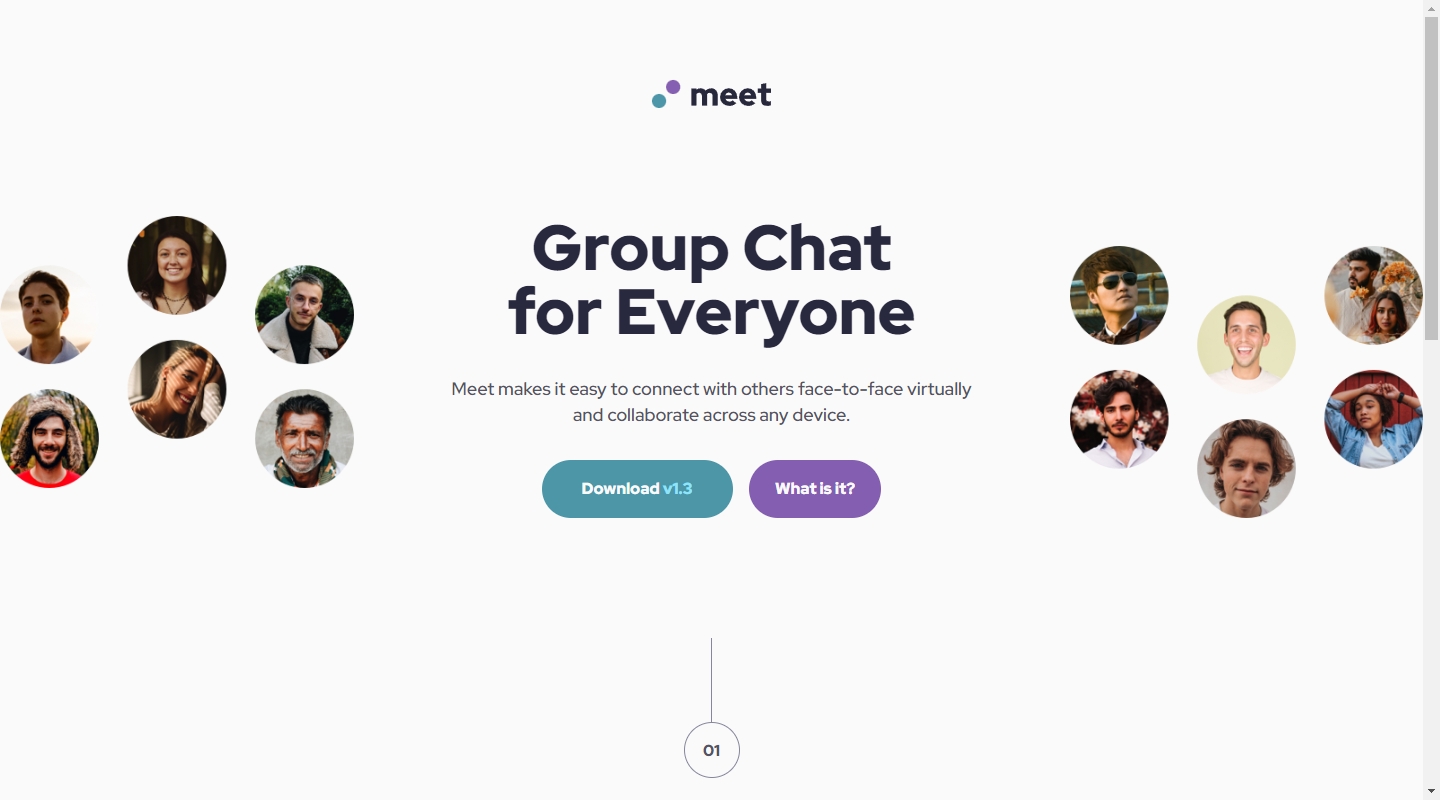 meet
Group Chat
for Everyone
Meet makes it easy to connect with others face-to-face virtually
and collaborate across any device.
Download v1.3
What is it?
01